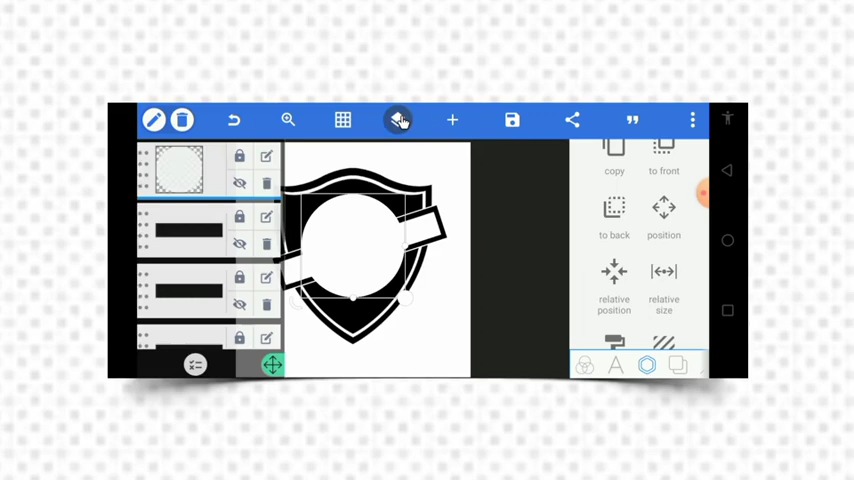 copy
to front
to back
position
relative
position
relative
size